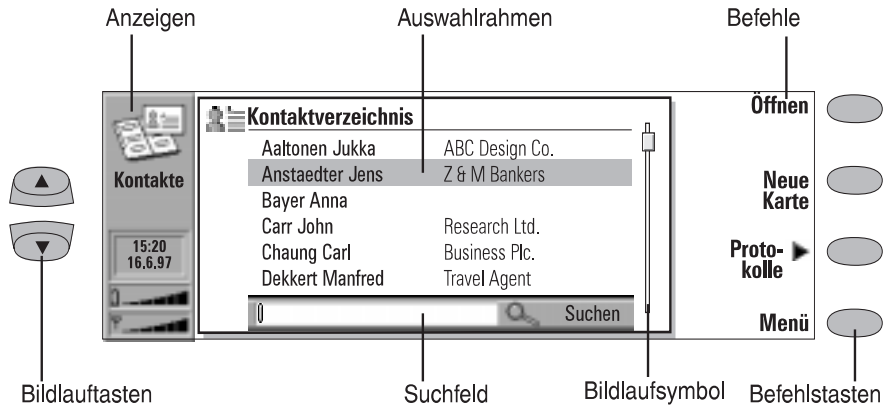 Anzeigen
Auswahlrahmen
Befehle
Kontakte
15:20
16.6.97
Kontaktverzeichnis
Aaltonen Jukka ABC Design Co.
Anstaedter Jens Z & M Bankers
Bayer Anna
Carr John Research Ltd.
Chaung Carl Business Plc.
Dekkert Manfred Travel Agent
Suchen
Öffnen
Neue
Karte
Proto-
kolle
Menü
Bildlauftasten
Suchfeld
Bildlaufsymbol
Befehlstasten